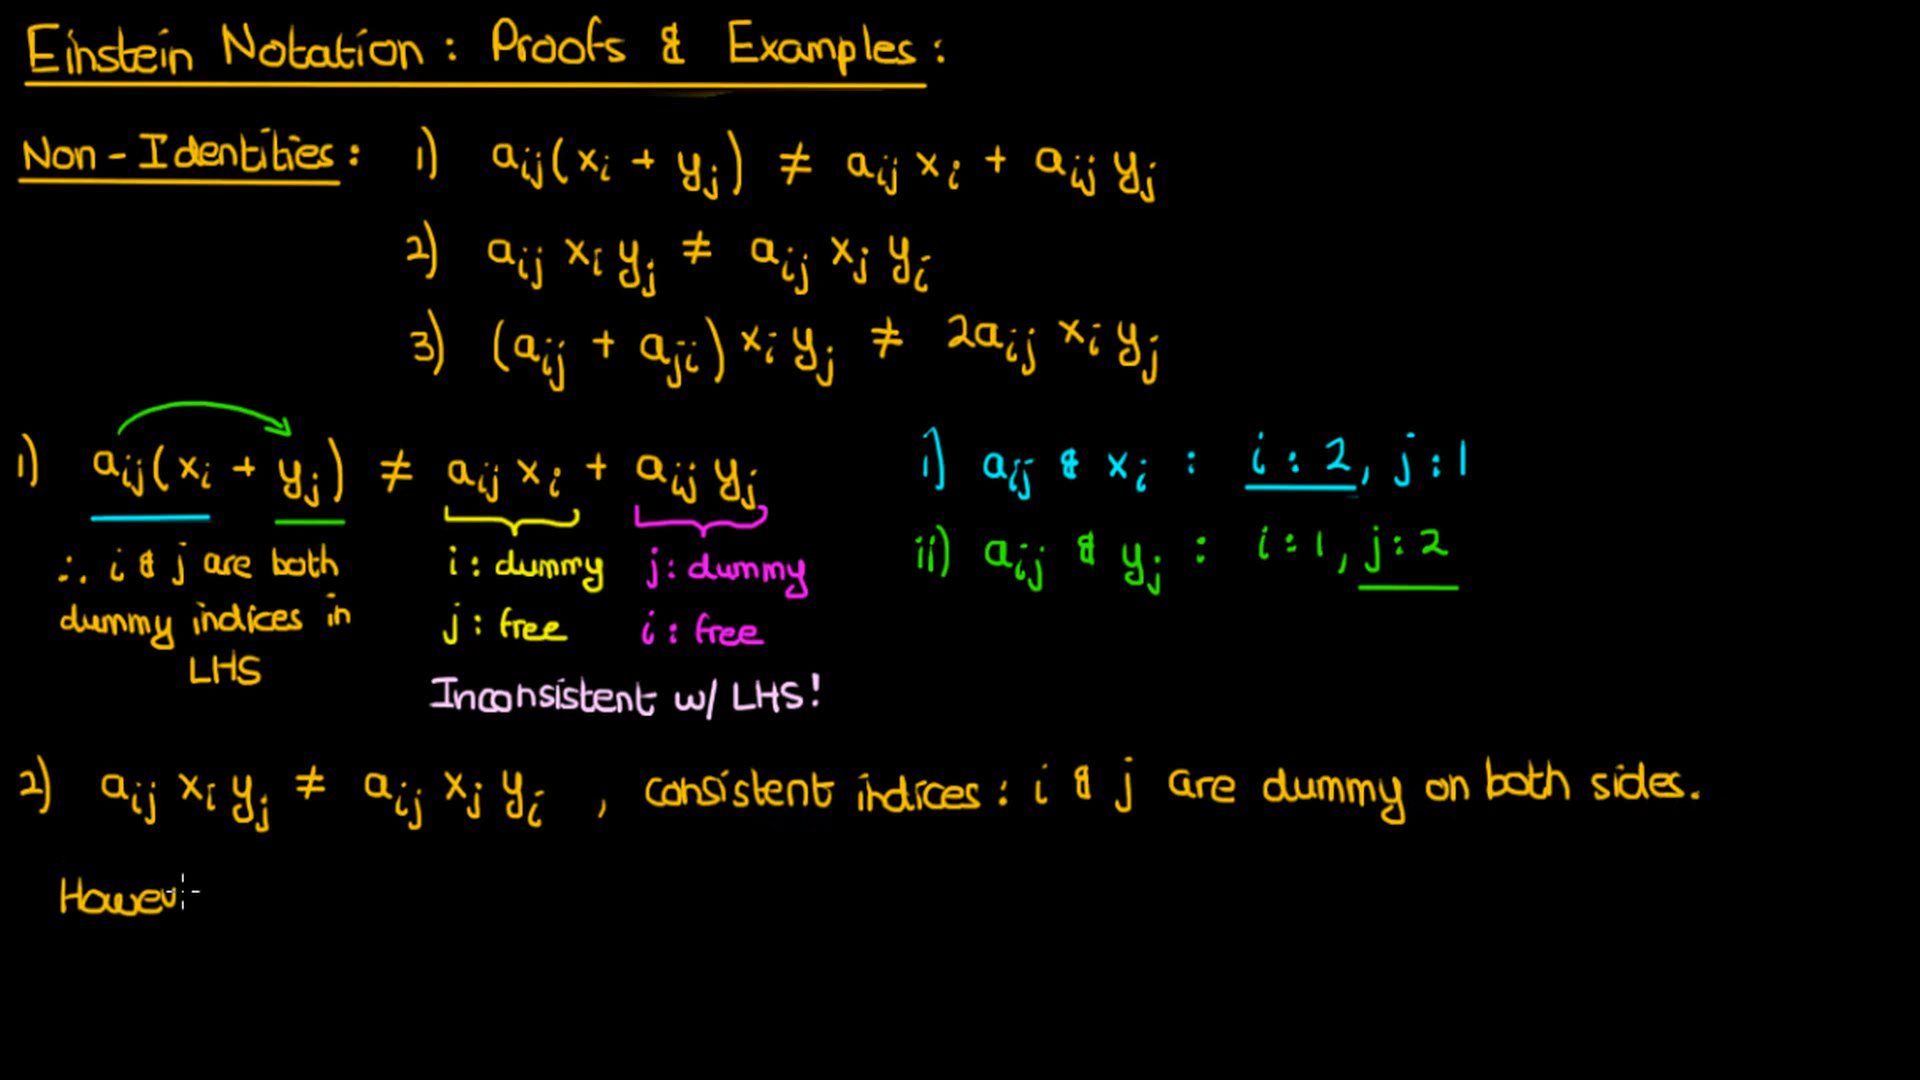 Einstein Notation: Proofs & Examples:
Non-Identities: 1) aᵢⱼ(xᵢ + yⱼ) ≠ aᵢⱼ xᵢ + aᵢⱼ yⱼ
2) aᵢⱼ xᵢ yⱼ ≠ aᵢⱼ xⱼ yᵢ
3) (aᵢⱼ + aⱼᵢ) xᵢ yⱼ ≠ 2aᵢⱼ xᵢ yⱼ
1) aᵢⱼ(xᵢ + yⱼ) ≠ aᵢⱼ xᵢ + aᵢⱼ yⱼ
∴ i & j are both
dummy indices in
LHS
i: dummy
j: free
j: dummy
i: free
Inconsistent w/ LHS!
i) aᵢⱼ & xᵢ : i: 2, j: 1
ii) aᵢⱼ & yⱼ : i: 1, j: 2
2) aᵢⱼ xᵢ yⱼ ≠ aᵢⱼ xⱼ yᵢ , consistent indices: i & j are dummy on both sides.
Howev